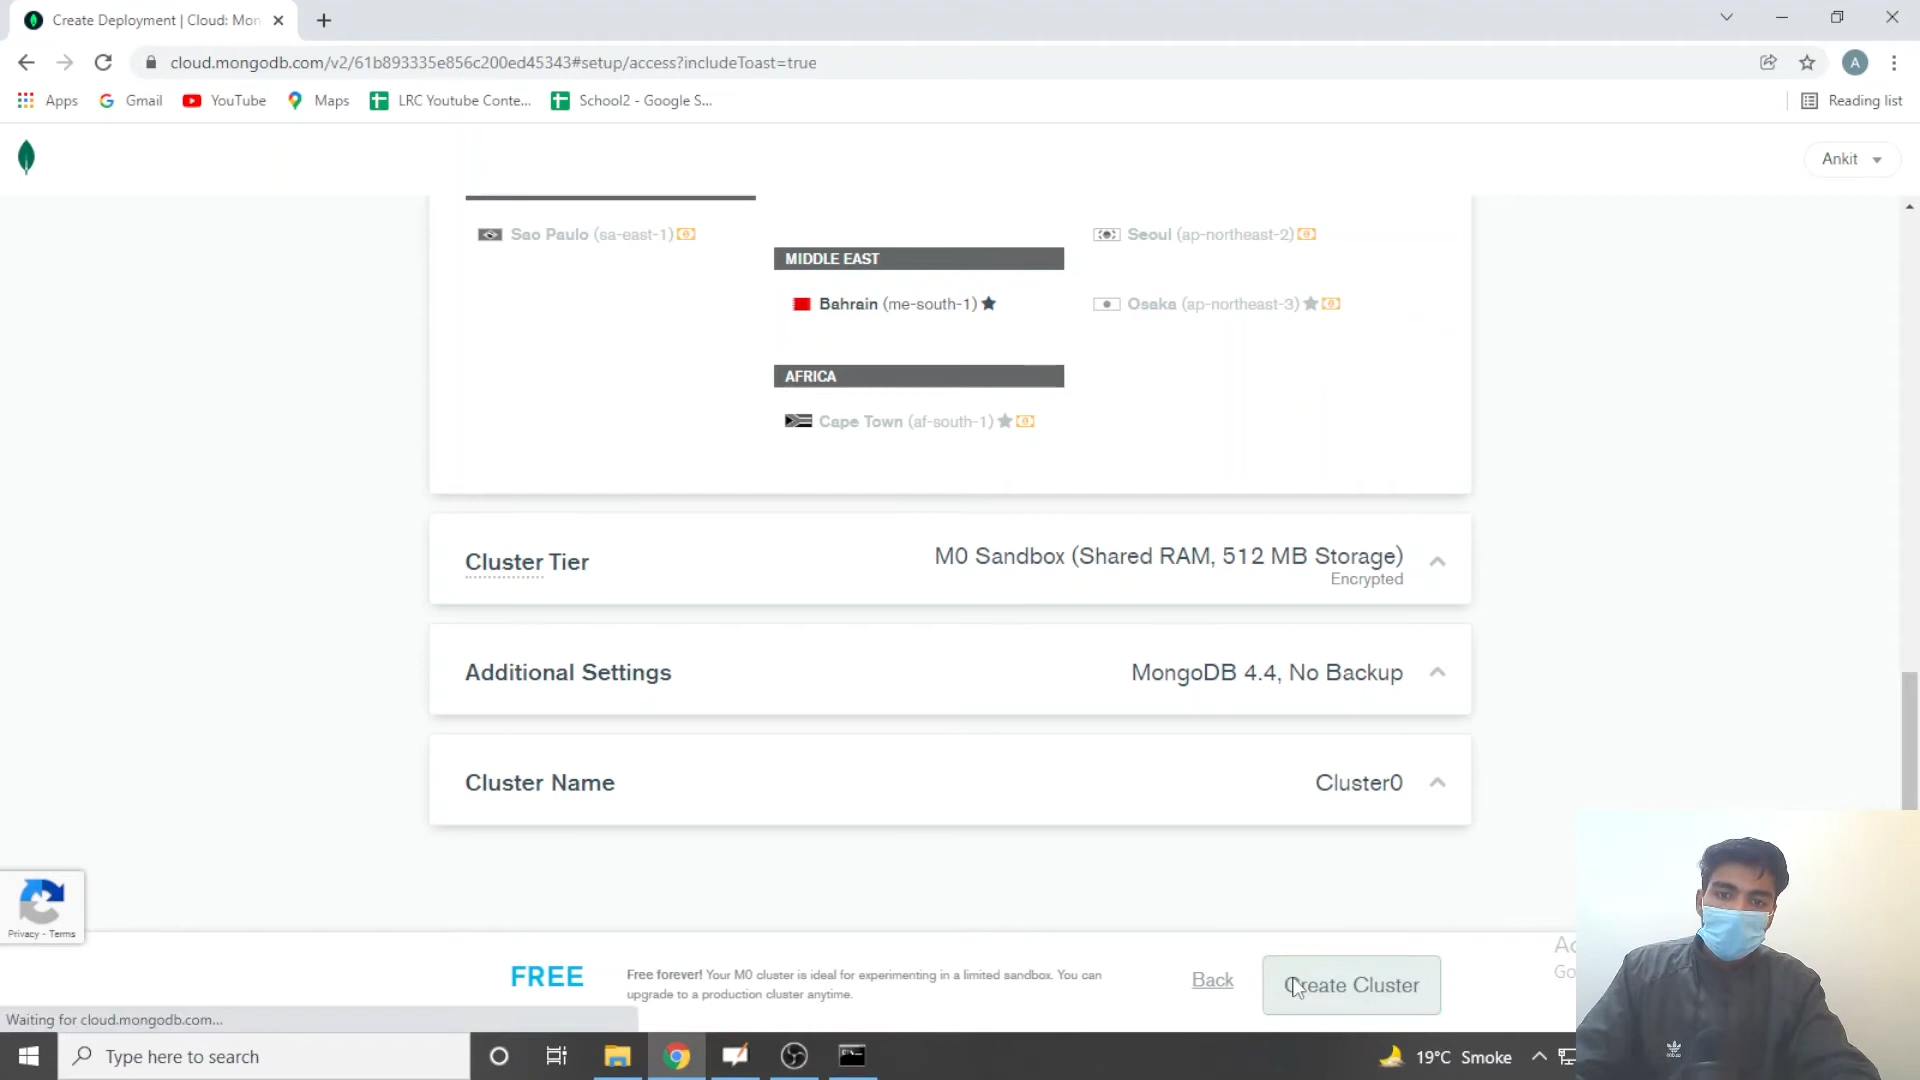 Create Deployment | Cloud: Mon
cloud.mongodb.com/v2/61b893335e856c200ed45343#setup/access?includeToast=true
A
Apps
Gmail
YouTube
Maps
LRC Youtube Conte...
School2 - Google S...
Reading list
Ankit
Sao Paulo (sa-east-1)
Seoul (ap-northeast-2)
MIDDLE EAST
Bahrain (me-south-1)
Osaka (ap-northeast-3)
AFRICA
Cape Town (af-south-1)
Cluster Tier
M0 Sandbox (Shared RAM, 512 MB Storage)
Encrypted
Additional Settings
MongoDB 4.4, No Backup
Cluster Name
Cluster0
Privacy - Terms
FREE
Free forever! Your M0 cluster is ideal for experimenting in a limited sandbox. You can
upgrade to a production cluster anytime.
Back
Create Cluster
Ac
Go
Waiting for cloud.mongodb.com...
Type here to search
19°C Smoke